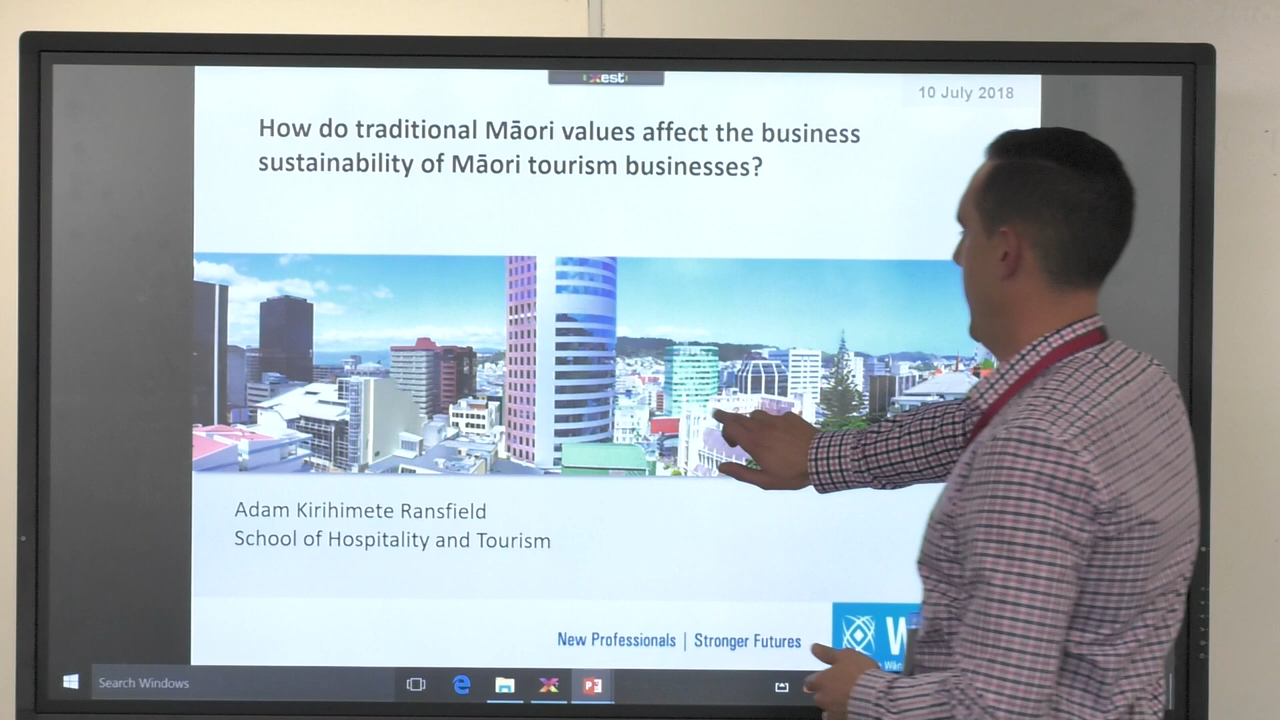 xest
10 July 2018
How do traditional Māori values affect the business
sustainability of Māori tourism businesses?
Adam Kirihimete Ransfield
School of Hospitality and Tourism
New Professionals | Stronger Futures
W
Search Windows